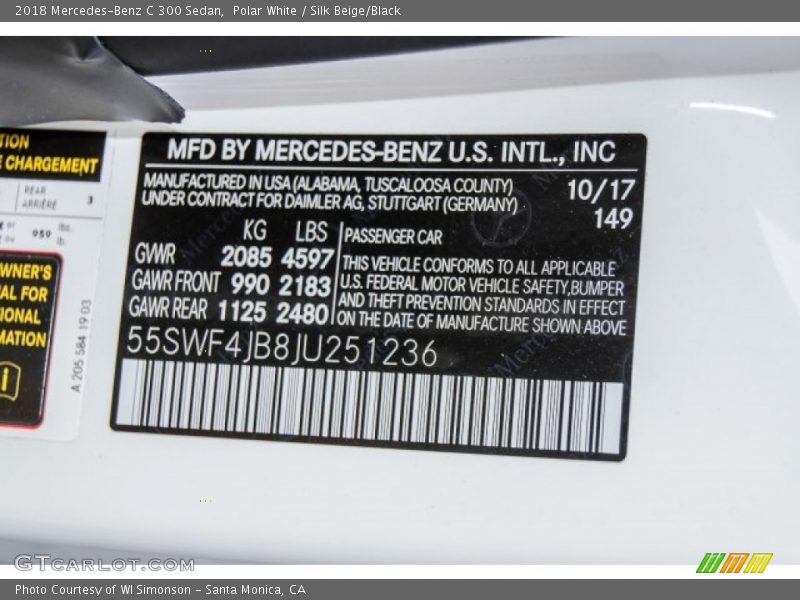 2018 Mercedes-Benz C 300 Sedan, Polar White / Silk Beige/Black
TION
E CHARGEMENT
REAR
ARRIÈRE 3
959 lbs.
lb.
OWNER'S
AL FOR
IONAL
MATION
A 205 584 19 03
MFD BY MERCEDES-BENZ U.S. INTL., INC
MANUFACTURED IN USA (ALABAMA, TUSCALOOSA COUNTY)
UNDER CONTRACT FOR DAIMLER AG, STUTTGART (GERMANY)
10/17
149
KG LBS
GWR 2085 4597
GAWR FRONT 990 2183
GAWR REAR 1125 2480
PASSENGER CAR
THIS VEHICLE CONFORMS TO ALL APPLICABLE
U.S. FEDERAL MOTOR VEHICLE SAFETY, BUMPER
AND THEFT PREVENTION STANDARDS IN EFFECT
ON THE DATE OF MANUFACTURE SHOWN ABOVE
55SWF4JB8JU251236
GTCARLOT.COM
Photo Courtesy of WI Simonson - Santa Monica, CA